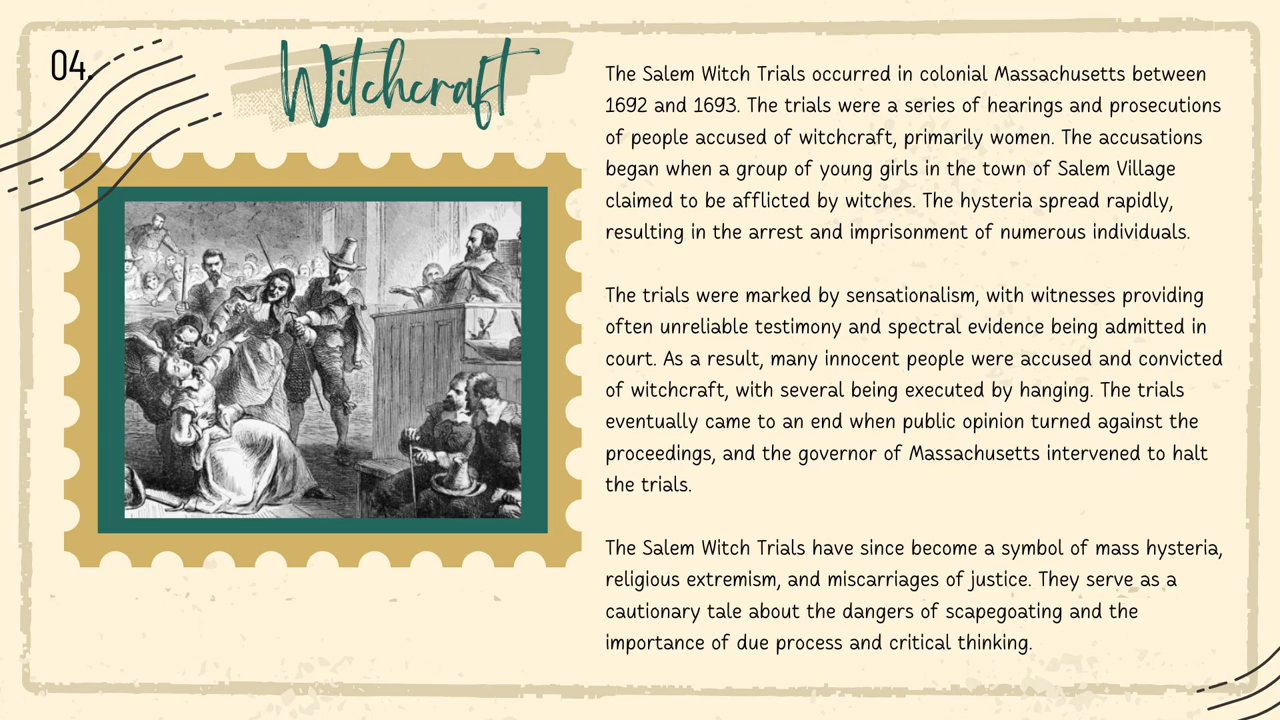 04.
Witchcraft
The Salem Witch Trials occurred in colonial Massachusetts between
1692 and 1693. The trials were a series of hearings and prosecutions
of people accused of witchcraft, primarily women. The accusations
began when a group of young girls in the town of Salem Village
claimed to be afflicted by witches. The hysteria spread rapidly,
resulting in the arrest and imprisonment of numerous individuals.
The trials were marked by sensationalism, with witnesses providing
often unreliable testimony and spectral evidence being admitted in
court. As a result, many innocent people were accused and convicted
of witchcraft, with several being executed by hanging. The trials
eventually came to an end when public opinion turned against the
proceedings, and the governor of Massachusetts intervened to halt
the trials.
The Salem Witch Trials have since become a symbol of mass hysteria,
religious extremism, and miscarriages of justice. They serve as a
cautionary tale about the dangers of scapegoating and the
importance of due process and critical thinking.